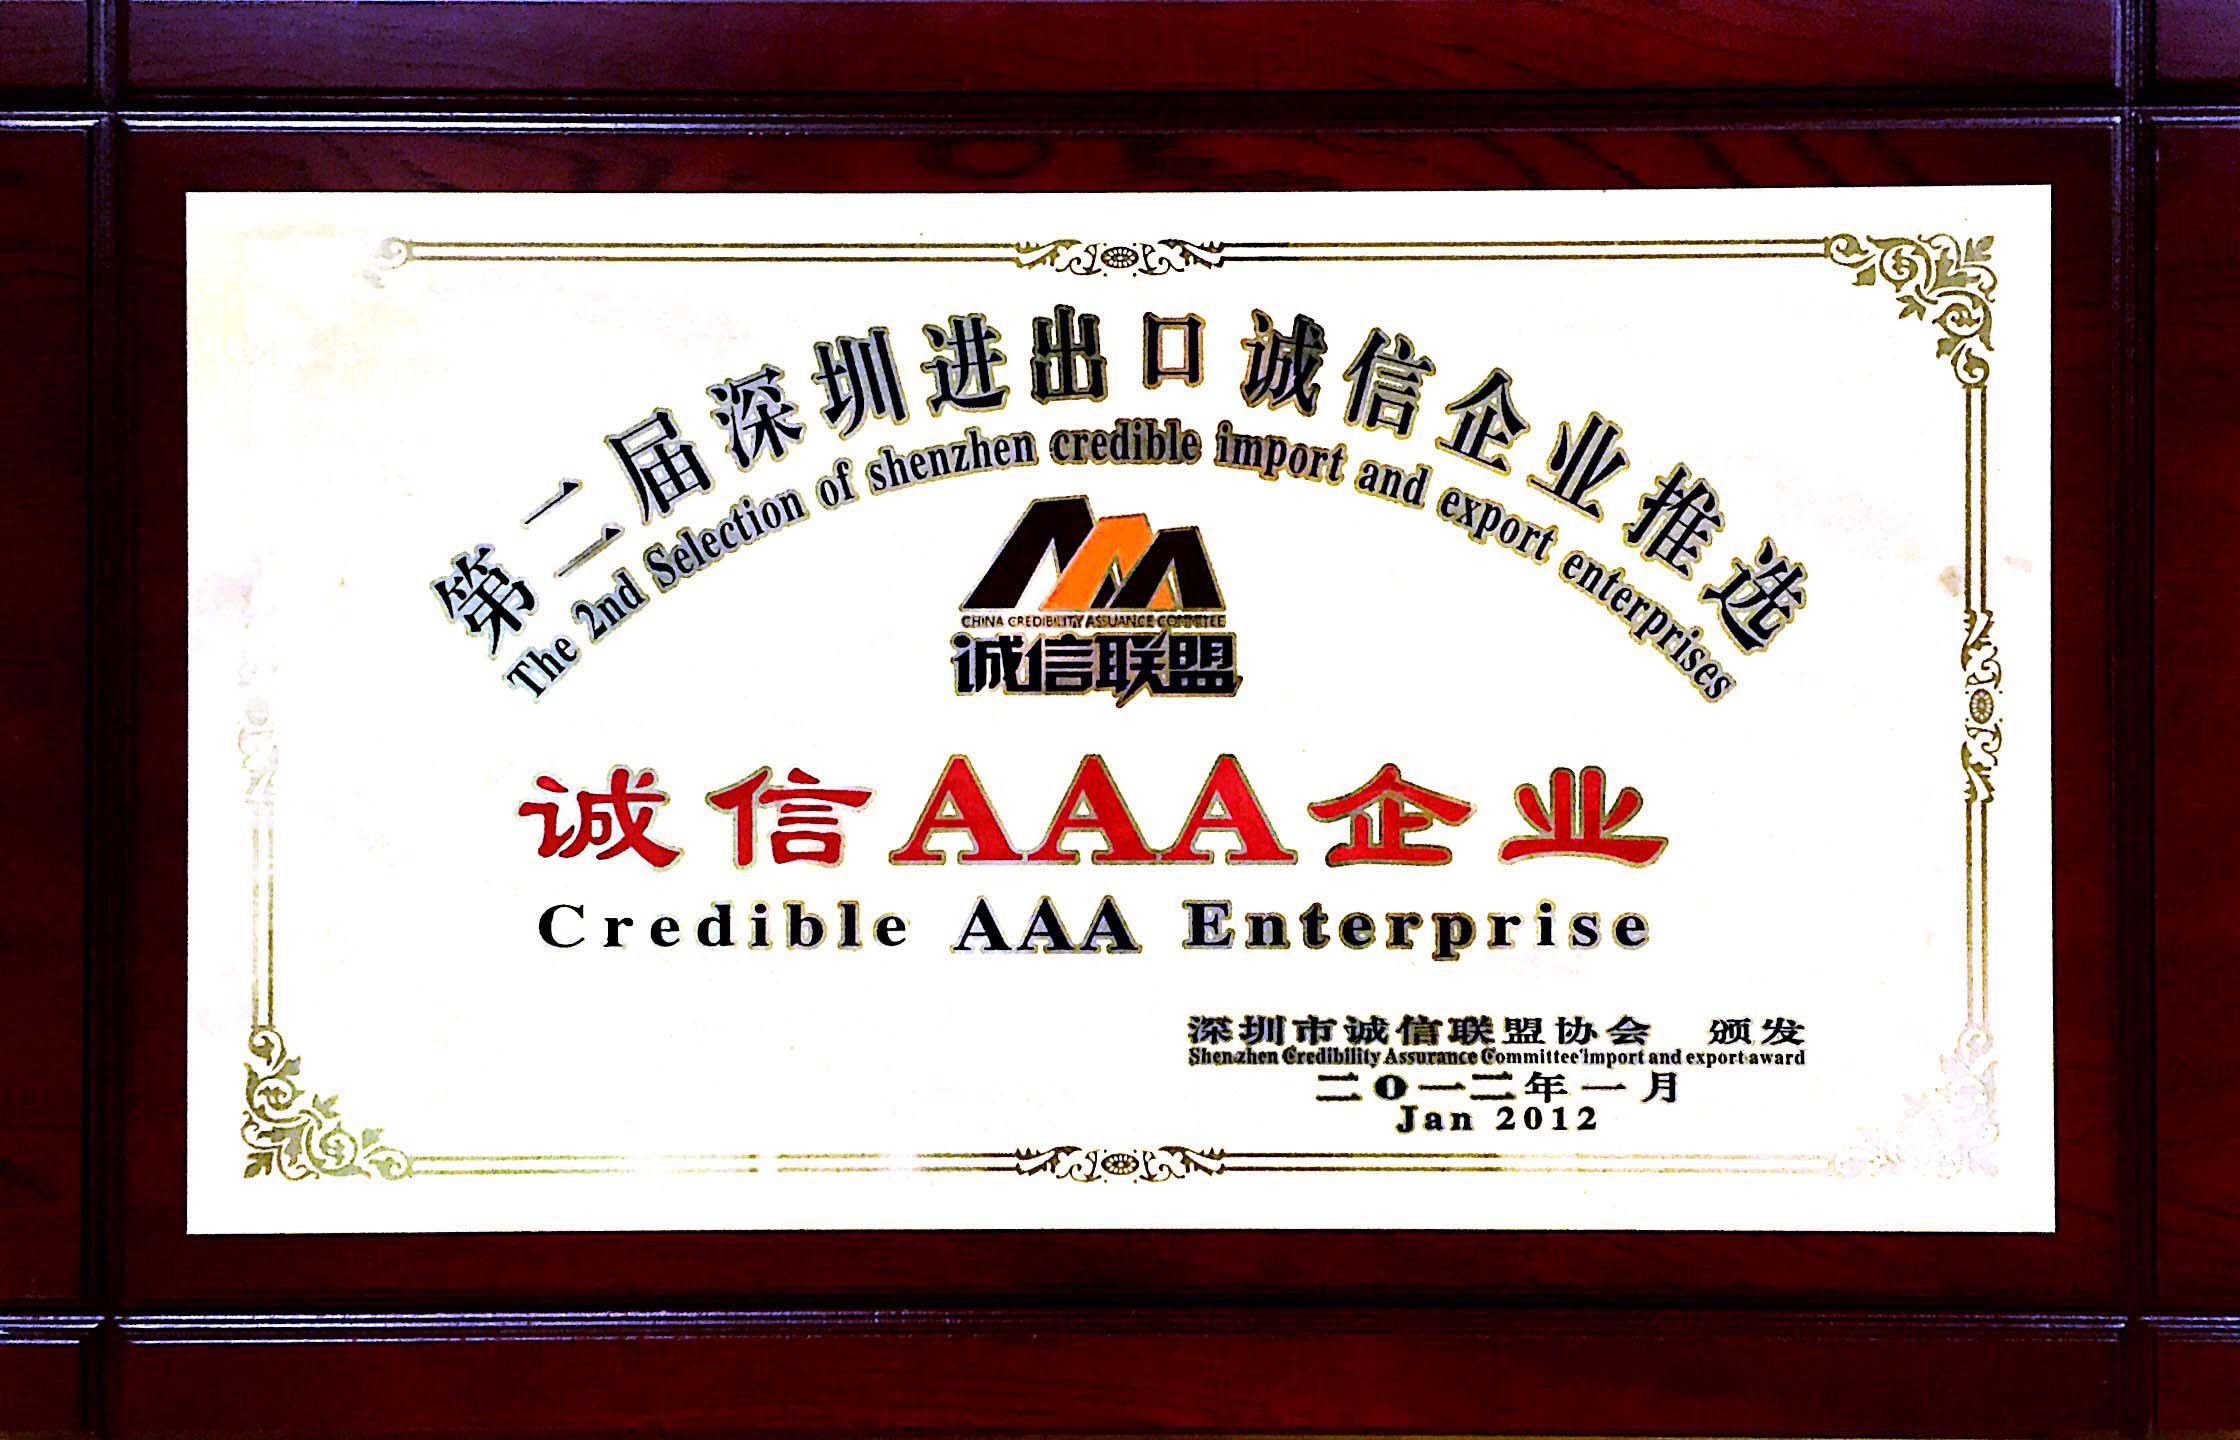 第二届深圳进出口诚信企业推选
The 2nd Selection of shenzhen credible import and export enterprises
CHINA CREDIBILITY ASSUANCE COMMITEE
诚信联盟
诚信AAA企业
Credible AAA Enterprise
深圳市诚信联盟协会 颁发
Shenzhen Credibility Assurance Committee'import and export award
二0一二年一月
Jan 2012